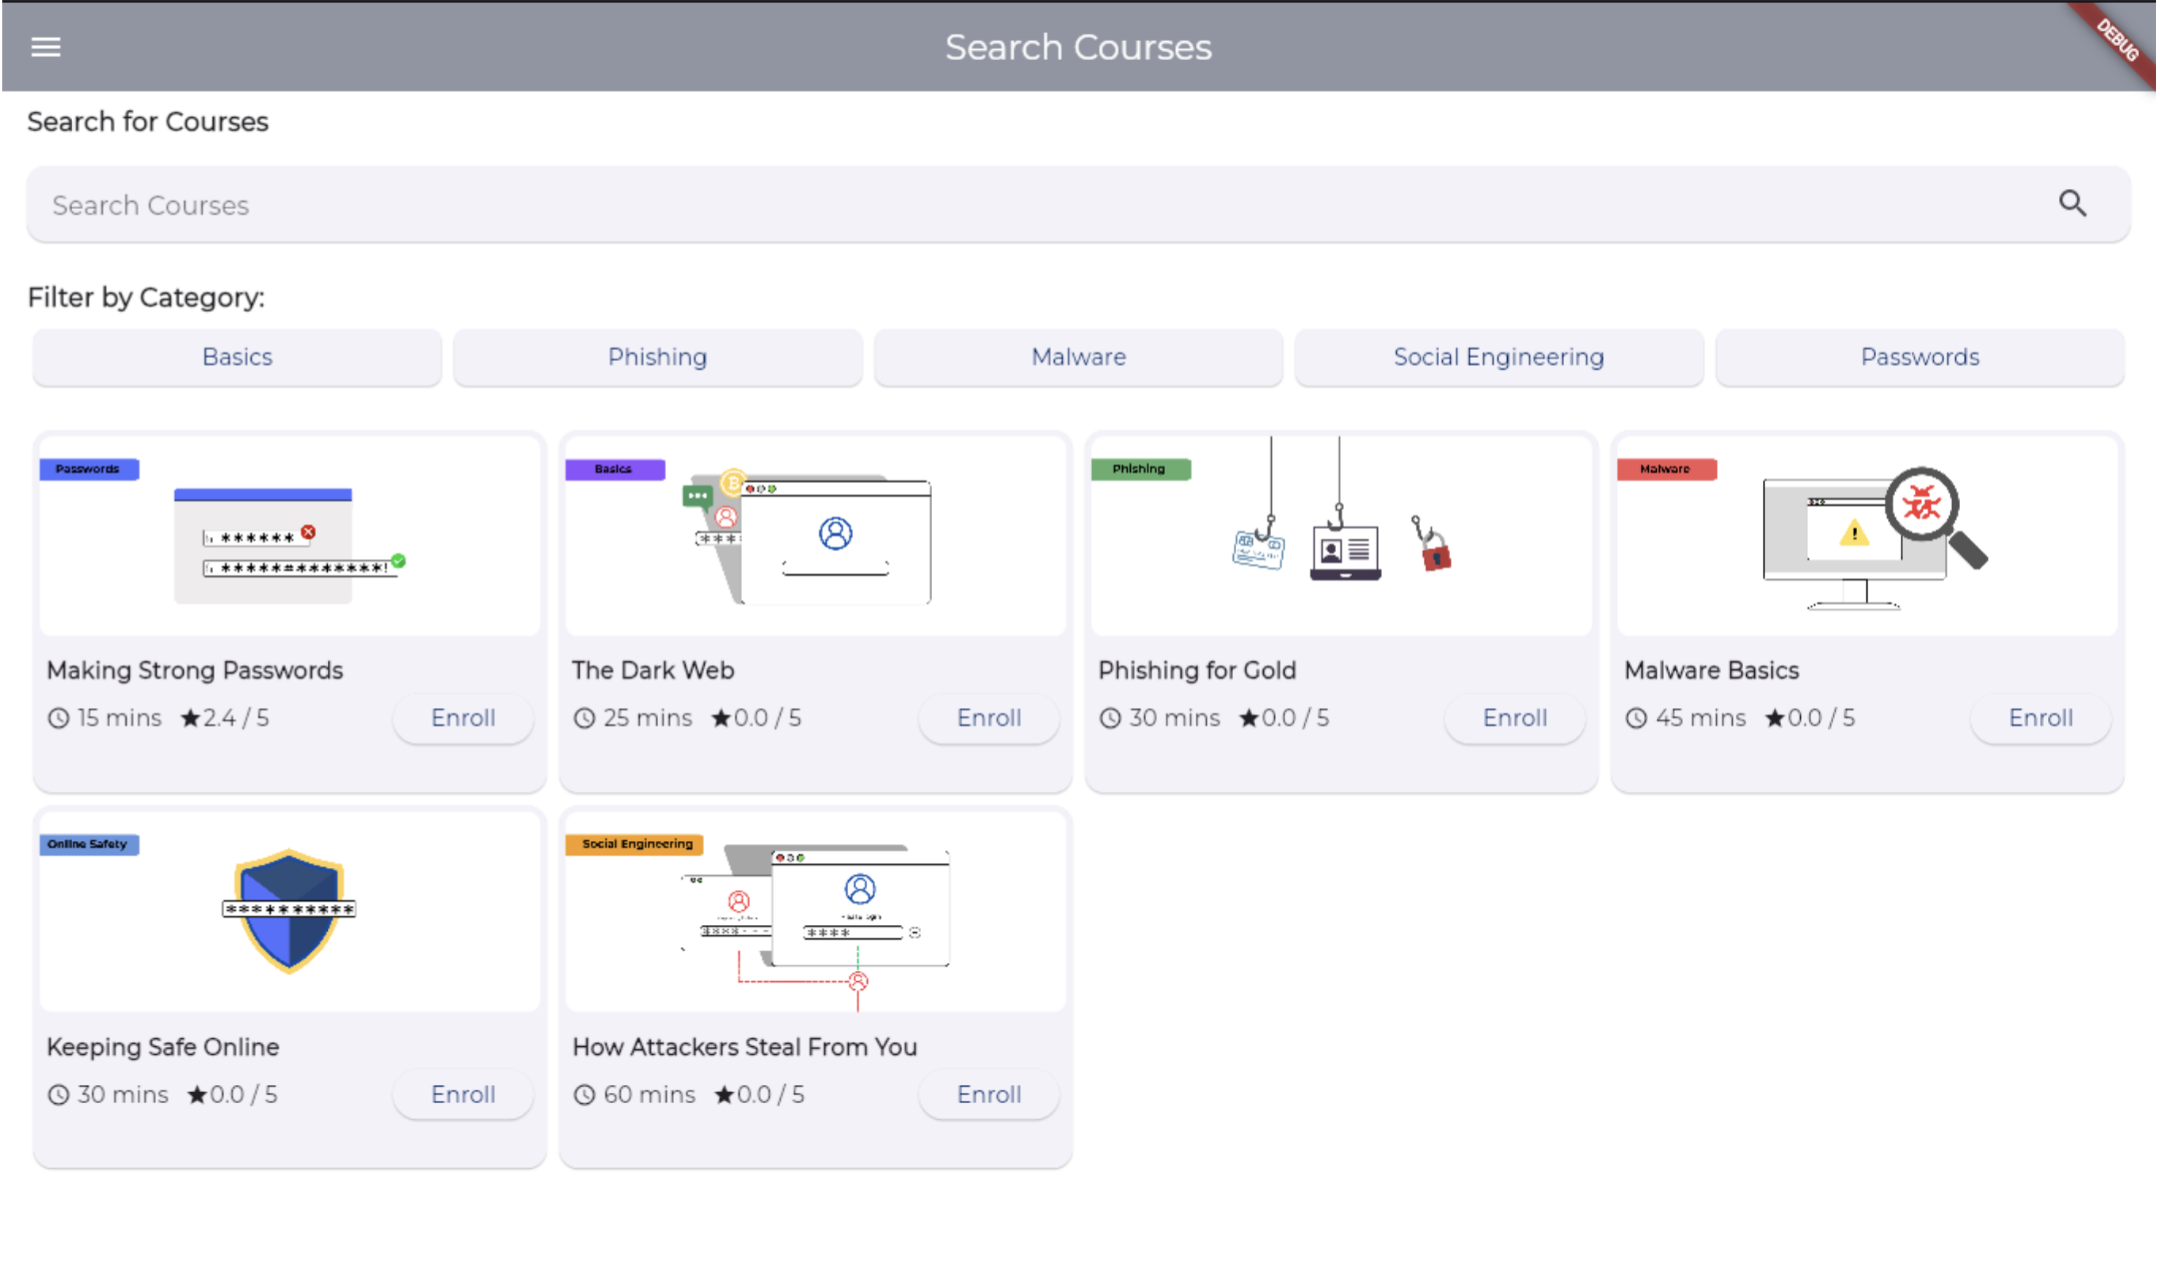 Search Courses
DEBUG
Search for Courses
Search Courses
Filter by Category:
Basics
Phishing
Malware
Social Engineering
Passwords
Passwords
Basics
Phishing
Malware
Making Strong Passwords
The Dark Web
Phishing for Gold
Malware Basics
15 mins ★2.4 / 5 Enroll
25 mins ★0.0 / 5 Enroll
30 mins ★0.0 / 5 Enroll
45 mins ★0.0 / 5 Enroll
Online Safety
Social Engineering
Keeping Safe Online
How Attackers Steal From You
30 mins ★0.0 / 5 Enroll
60 mins ★0.0 / 5 Enroll